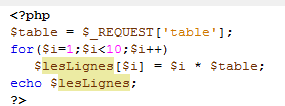 <?php
$table = $_REQUEST['table'];
for($i=1;$i<10;$i++)
$lesLignes[$i] = $i * $table;
echo $lesLignes;
?>